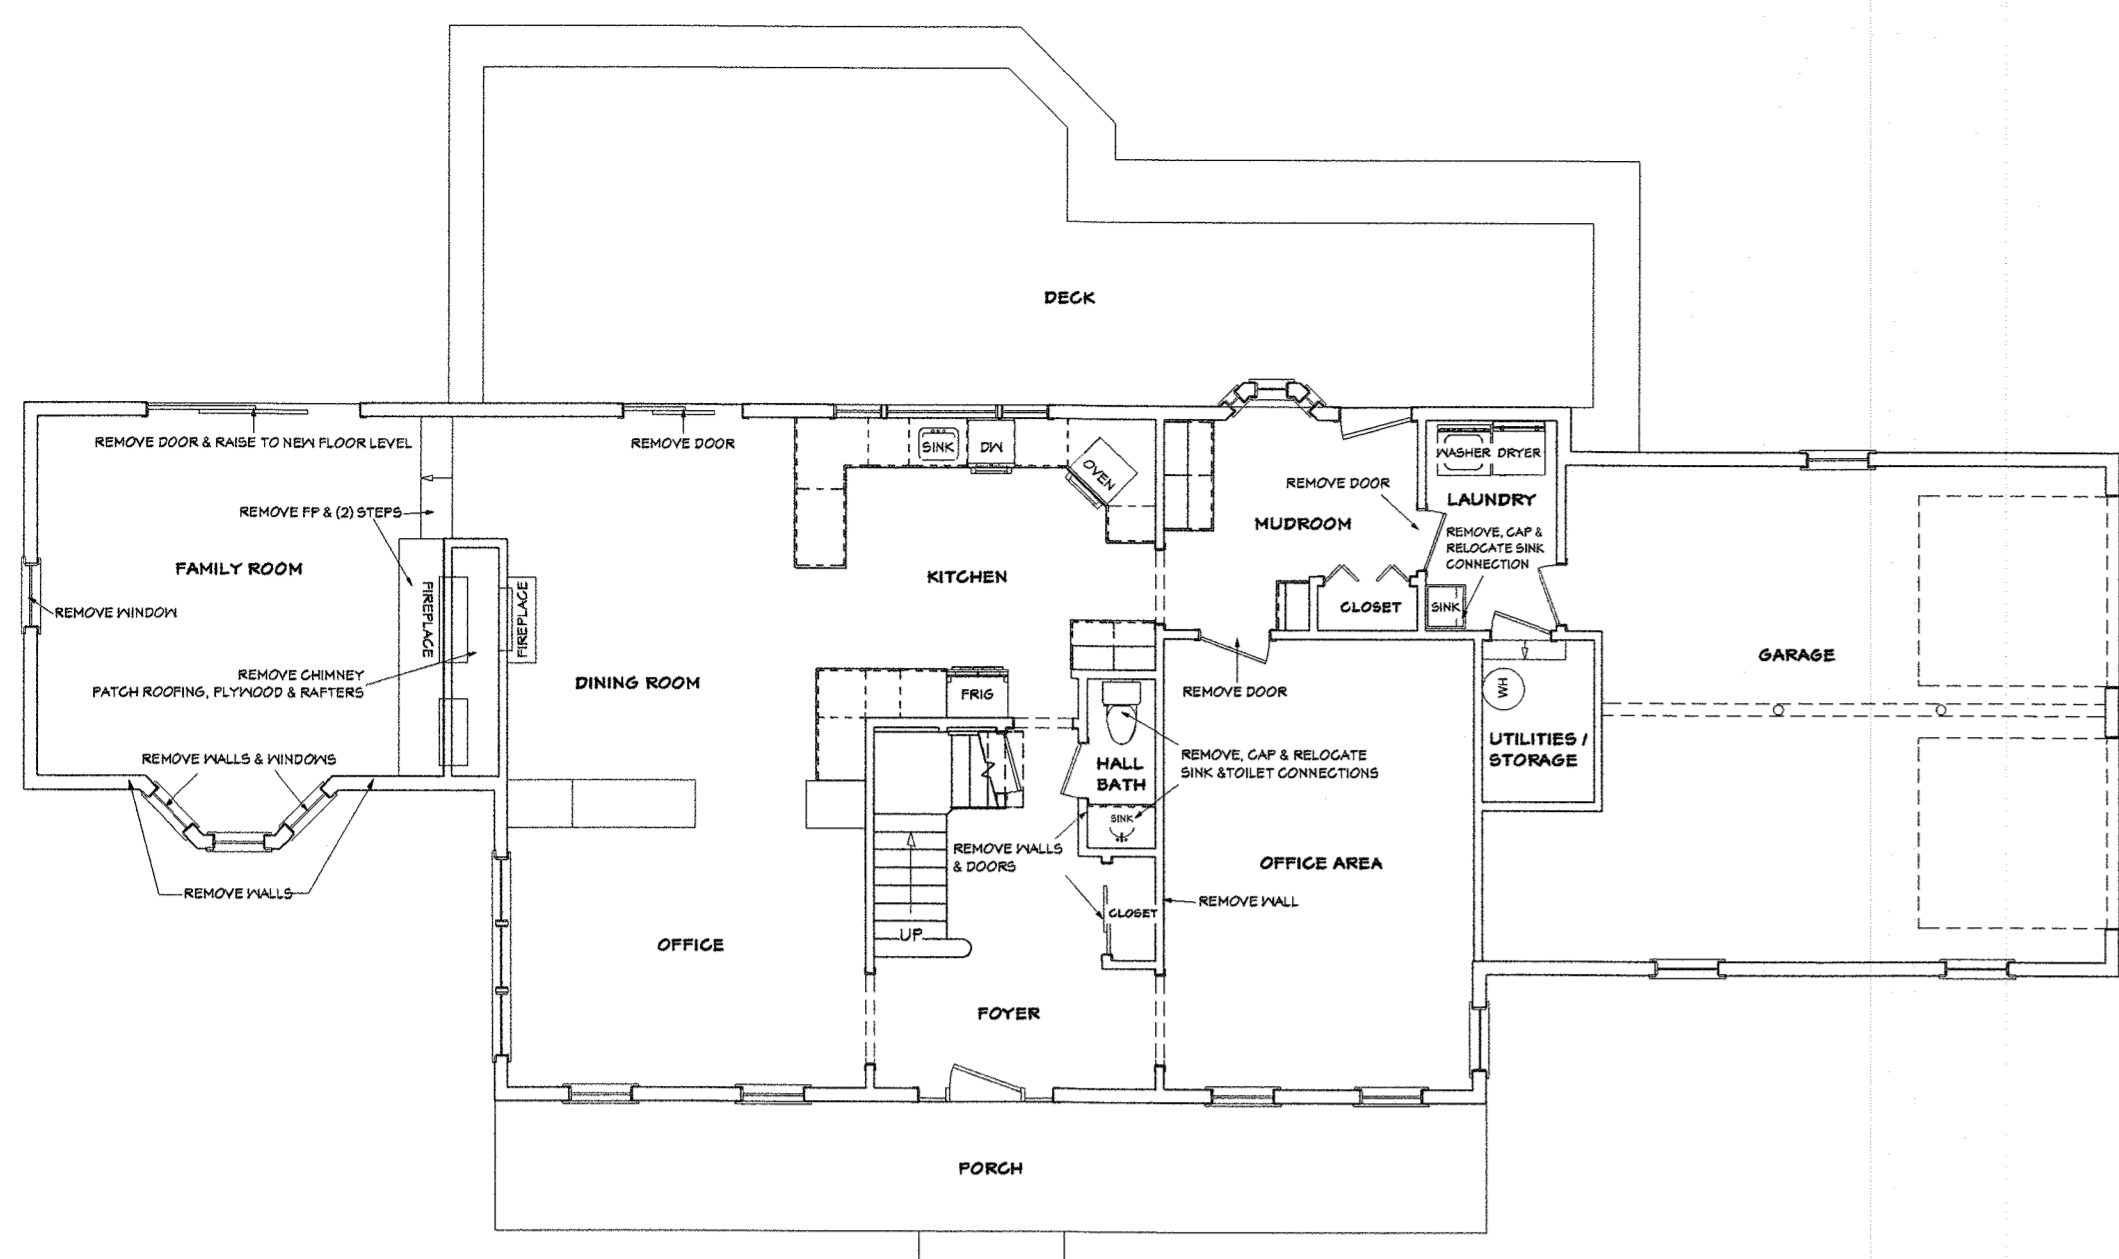 DECK
REMOVE DOOR & RAISE TO NEW FLOOR LEVEL
REMOVE DOOR
SINK
DW
OVEN
WASHER
DRYER
REMOVE DOOR
LAUNDRY
REMOVE FP & (2) STEPS
MUDROOM
REMOVE, CAP &
RELOCATE SINK
CONNECTION
FAMILY ROOM
KITCHEN
REMOVE WINDOW
FIREPLACE
FIREPLACE
CLOSET
SINK
GARAGE
REMOVE CHIMNEY
PATCH ROOFING, PLYWOOD & RAFTERS
DINING ROOM
FRIG
REMOVE DOOR
WH
UTILITIES /
STORAGE
REMOVE WALLS & WINDOWS
HALL
BATH
REMOVE, CAP & RELOCATE
SINK &TOILET CONNECTIONS
SINK
REMOVE WALLS
& DOORS
OFFICE AREA
REMOVE WALLS
CLOSET
REMOVE WALL
UP
OFFICE
FOYER
PORCH